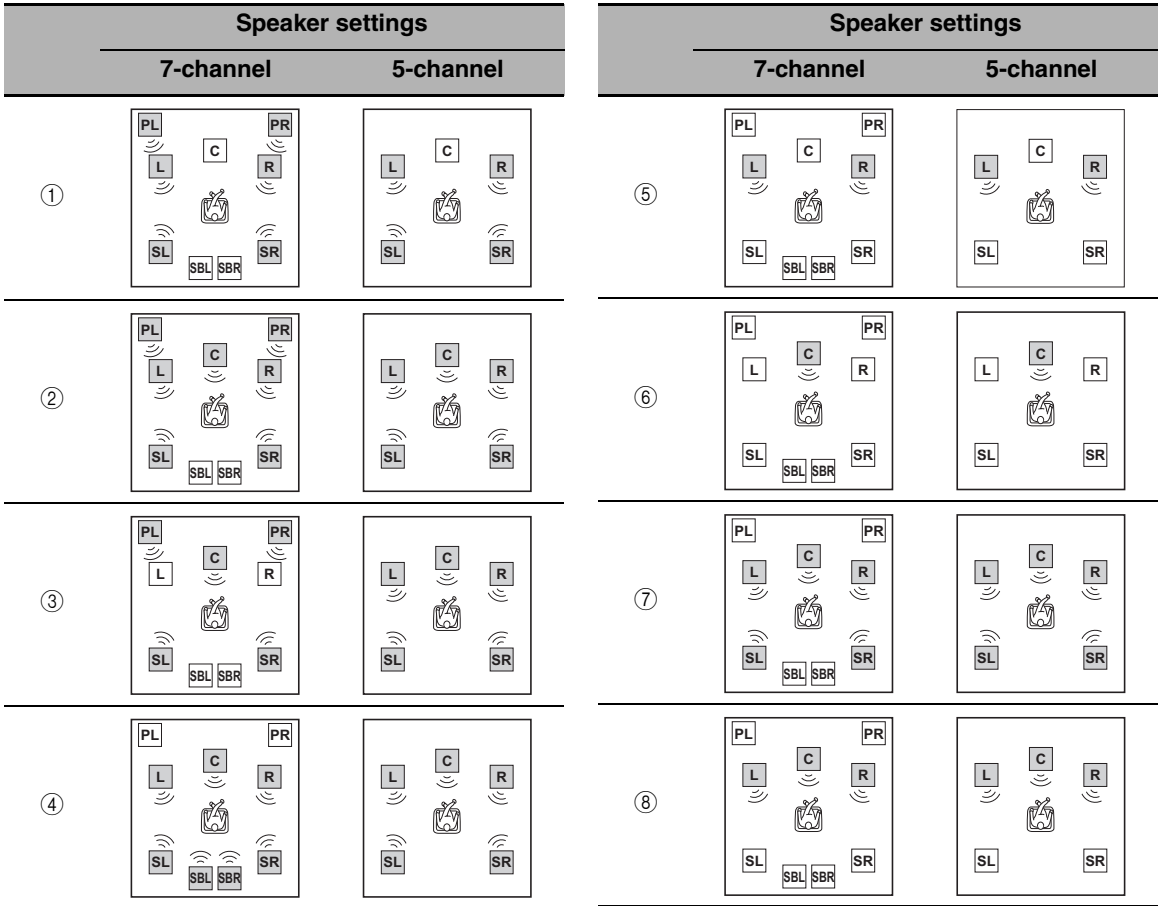 Speaker settings
7-channel 5-channel
①
PL PR
C
L R
SL SR
SBL SBR
C
L R
SL SR
②
PL PR
C
L R
SL SR
SBL SBR
C
L R
SL SR
③
PL PR
C
L R
SL SR
SBL SBR
C
L R
SL SR
④
PL PR
C
L R
SL SR
SBL SBR
C
L R
SL SR
Speaker settings
7-channel 5-channel
⑤
PL PR
C
L R
SL SR
SBL SBR
C
L R
SL SR
⑥
PL PR
C
L R
SL SR
SBL SBR
C
L R
SL SR
⑦
PL PR
C
L R
SL SR
SBL SBR
C
L R
SL SR
⑧
PL PR
C
L R
SL SR
SBL SBR
C
L R
SL SR